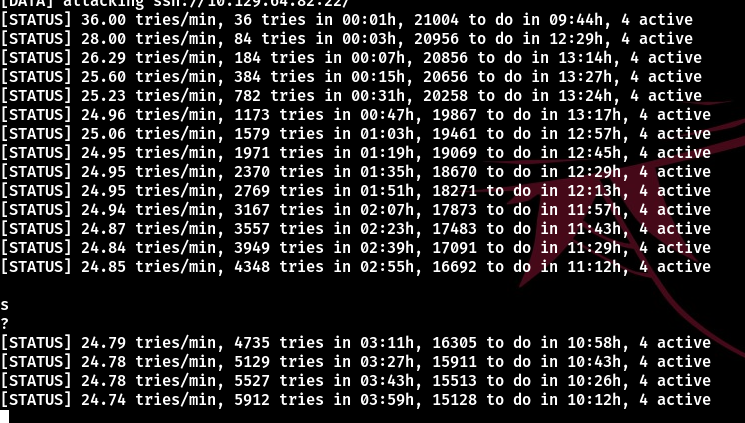 [DATA] attacking ssh://10.129.64.82:22/
[STATUS] 36.00 tries/min, 36 tries in 00:01h, 21004 to do in 09:44h, 4 active
[STATUS] 28.00 tries/min, 84 tries in 00:03h, 20956 to do in 12:29h, 4 active
[STATUS] 26.29 tries/min, 184 tries in 00:07h, 20856 to do in 13:14h, 4 active
[STATUS] 25.60 tries/min, 384 tries in 00:15h, 20656 to do in 13:27h, 4 active
[STATUS] 25.23 tries/min, 782 tries in 00:31h, 20258 to do in 13:24h, 4 active
[STATUS] 24.96 tries/min, 1173 tries in 00:47h, 19867 to do in 13:17h, 4 active
[STATUS] 25.06 tries/min, 1579 tries in 01:03h, 19461 to do in 12:57h, 4 active
[STATUS] 24.95 tries/min, 1971 tries in 01:19h, 19069 to do in 12:45h, 4 active
[STATUS] 24.95 tries/min, 2370 tries in 01:35h, 18670 to do in 12:29h, 4 active
[STATUS] 24.95 tries/min, 2769 tries in 01:51h, 18271 to do in 12:13h, 4 active
[STATUS] 24.94 tries/min, 3167 tries in 02:07h, 17873 to do in 11:57h, 4 active
[STATUS] 24.87 tries/min, 3557 tries in 02:23h, 17483 to do in 11:43h, 4 active
[STATUS] 24.84 tries/min, 3949 tries in 02:39h, 17091 to do in 11:29h, 4 active
[STATUS] 24.85 tries/min, 4348 tries in 02:55h, 16692 to do in 11:12h, 4 active
s
?
[STATUS] 24.79 tries/min, 4735 tries in 03:11h, 16305 to do in 10:58h, 4 active
[STATUS] 24.78 tries/min, 5129 tries in 03:27h, 15911 to do in 10:43h, 4 active
[STATUS] 24.78 tries/min, 5527 tries in 03:43h, 15513 to do in 10:26h, 4 active
[STATUS] 24.74 tries/min, 5912 tries in 03:59h, 15128 to do in 10:12h, 4 active